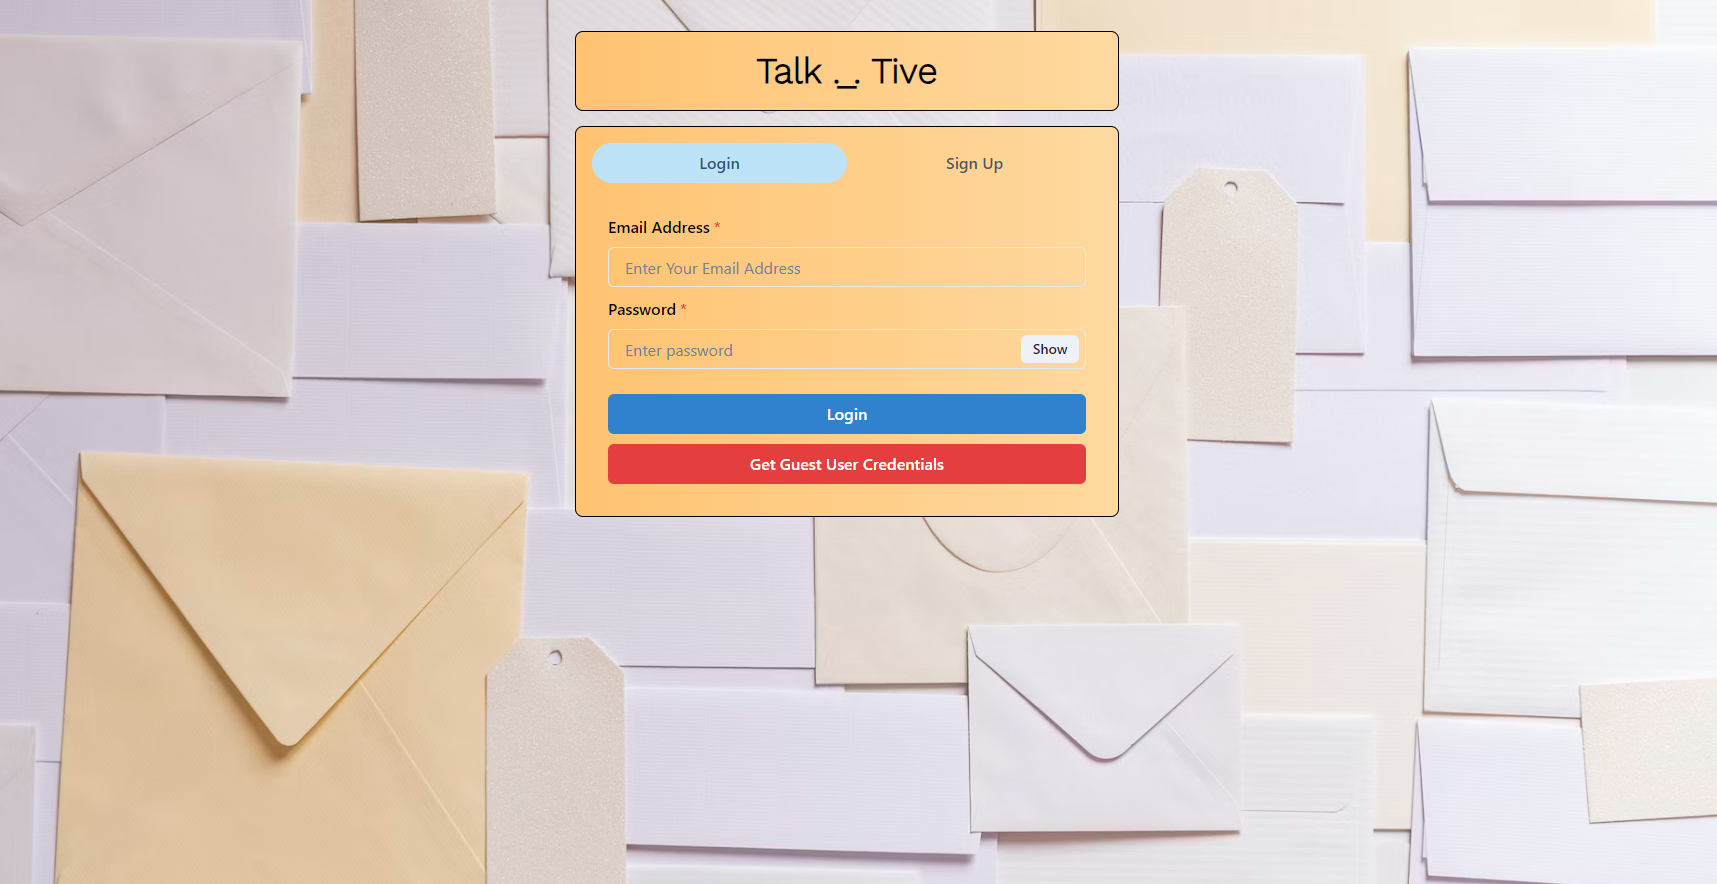 Talk ._. Tive
Login
Sign Up
Email Address *
Enter Your Email Address
Password *
Enter password
Show
Login
Get Guest User Credentials